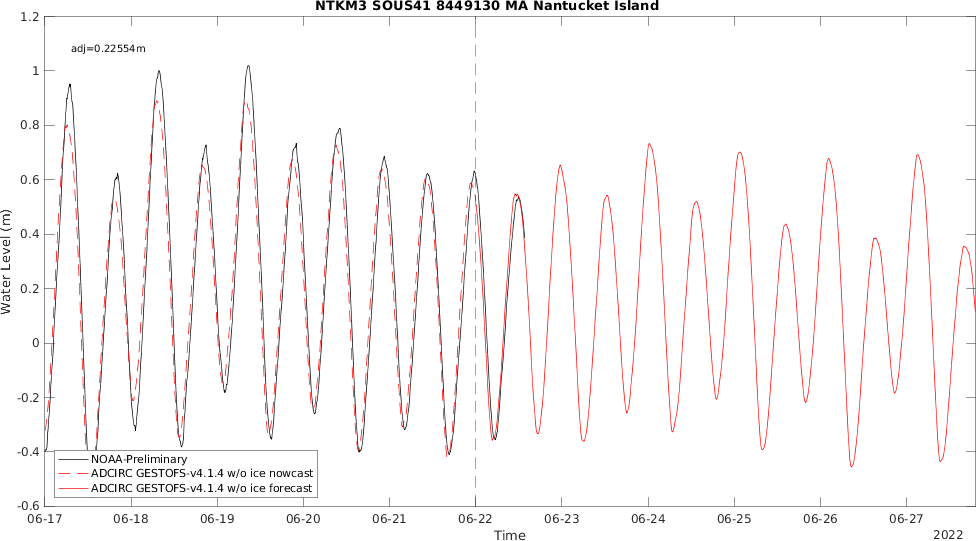 NTKM3 SOUS41 8449130 MA Nantucket Island
1.2
1
0.8
0.6
0.4
0.2
0
-0.2
-0.4
-0.6
Water Level (m)
adj=0.22554m
NOAA-Preliminary
ADCIRC GESTOFS-v4.1.4 w/o ice nowcast
ADCIRC GESTOFS-v4.1.4 w/o ice forecast
06-17 06-18 06-19 06-20 06-21 06-22 06-23 06-24 06-25 06-26 06-27
Time
2022